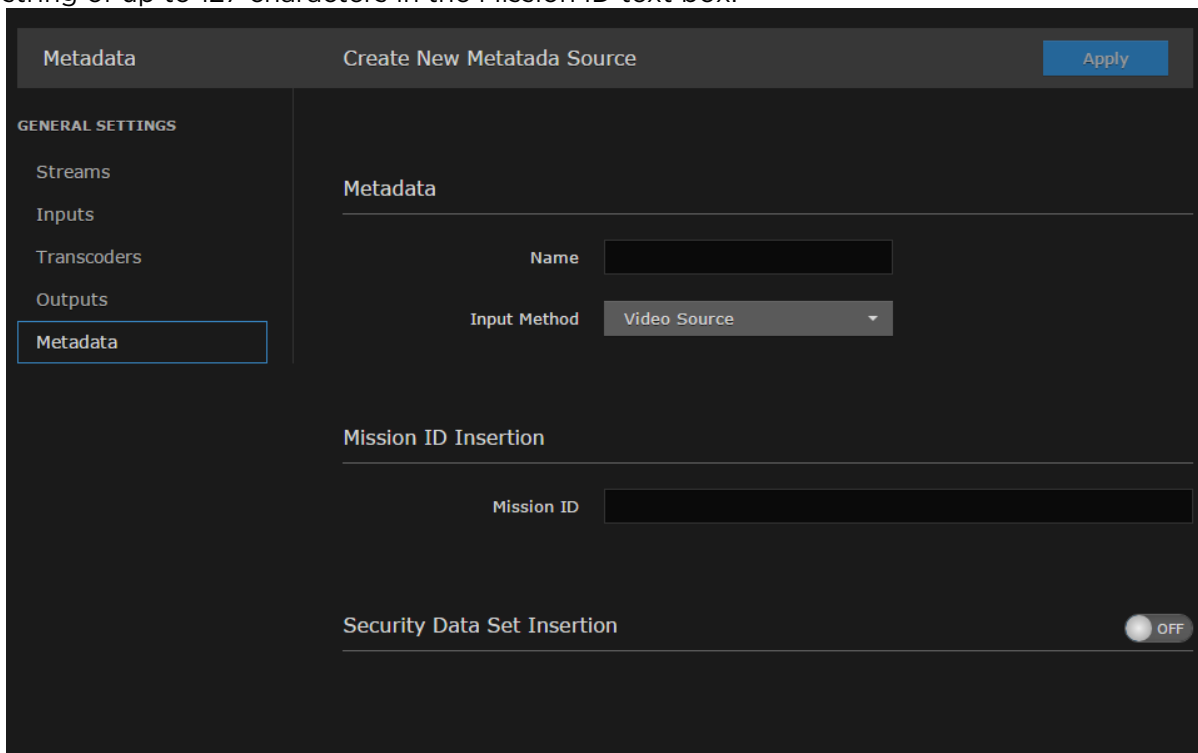 string of up to 127 characters in the Mission ID text box.
Metadata
Create New Metatada Source
Apply
GENERAL SETTINGS
Streams
Inputs
Transcoders
Outputs
Metadata
Metadata
Name
Input Method
Video Source
Mission ID Insertion
Mission ID
Security Data Set Insertion
OFF